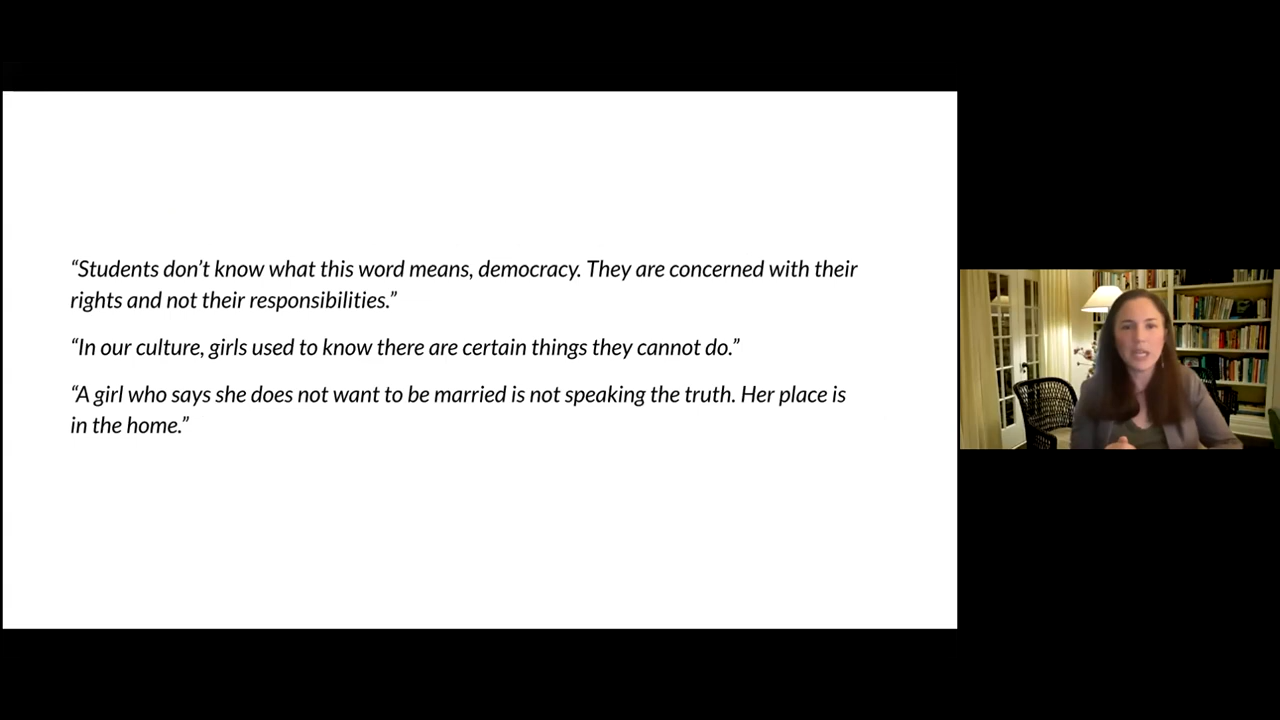 “Students don’t know what this word means, democracy. They are concerned with their
rights and not their responsibilities.”
“In our culture, girls used to know there are certain things they cannot do.”
“A girl who says she does not want to be married is not speaking the truth. Her place is
in the home.”